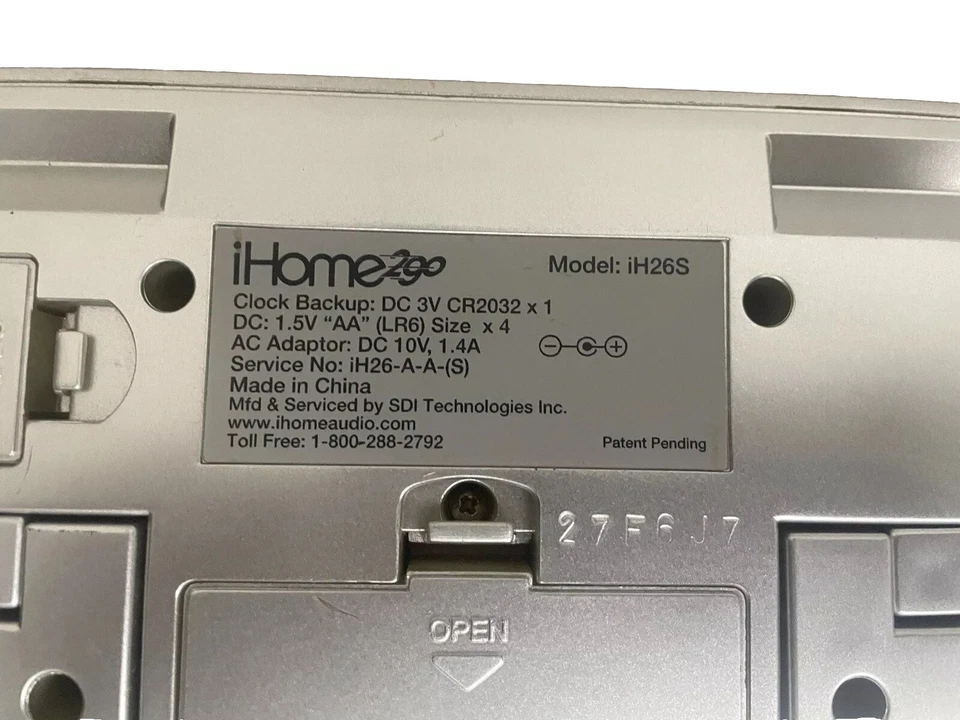 iHome2go
Model: iH26S
Clock Backup: DC 3V CR2032 x 1
DC: 1.5V “AA” (LR6) Size x 4
AC Adaptor: DC 10V, 1.4A
Service No: iH26-A-A-(S)
Made in China
Mfd & Serviced by SDI Technologies Inc.
www.ihomeaudio.com
Toll Free: 1-800-288-2792
Patent Pending
27F6J7
OPEN